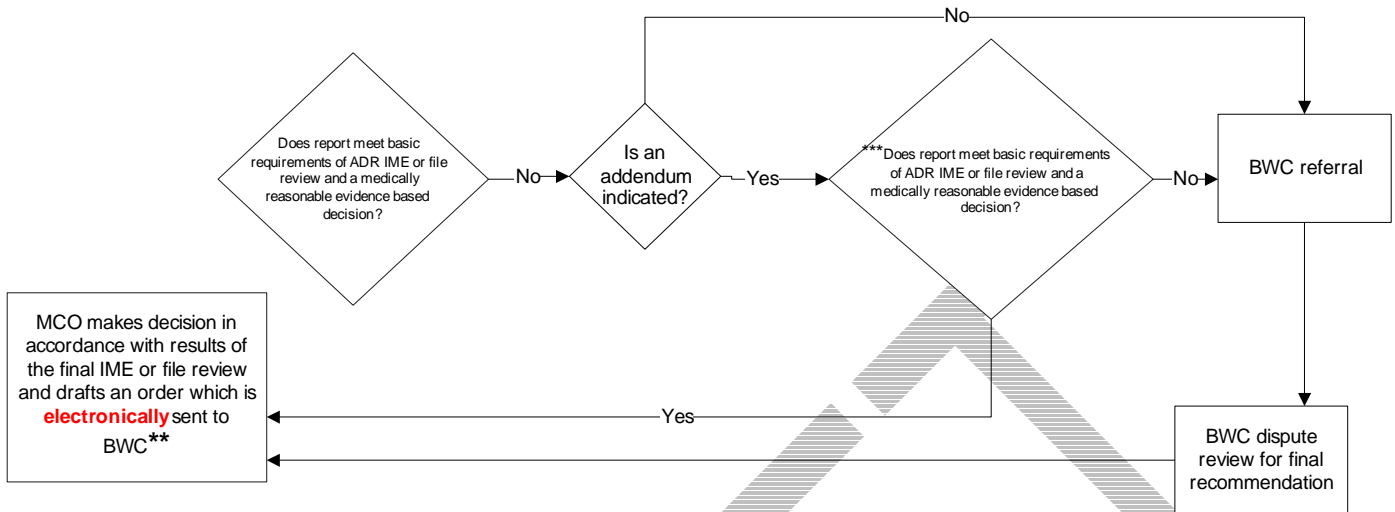 No
Does report meet basic
requirements of ADR IME or file
review and a medically
reasonable evidence based
decision?
No
Is an
addendum
indicated?
Yes
***Does report meet basic requirements
of ADR IME or file review and a
medically reasonable evidence based
decision?
No
BWC referral
MCO makes decision in
accordance with results of
the final IME or file review
and drafts an order which is
electronically sent to
BWC**
Yes
BWC dispute
review for final
recommendation